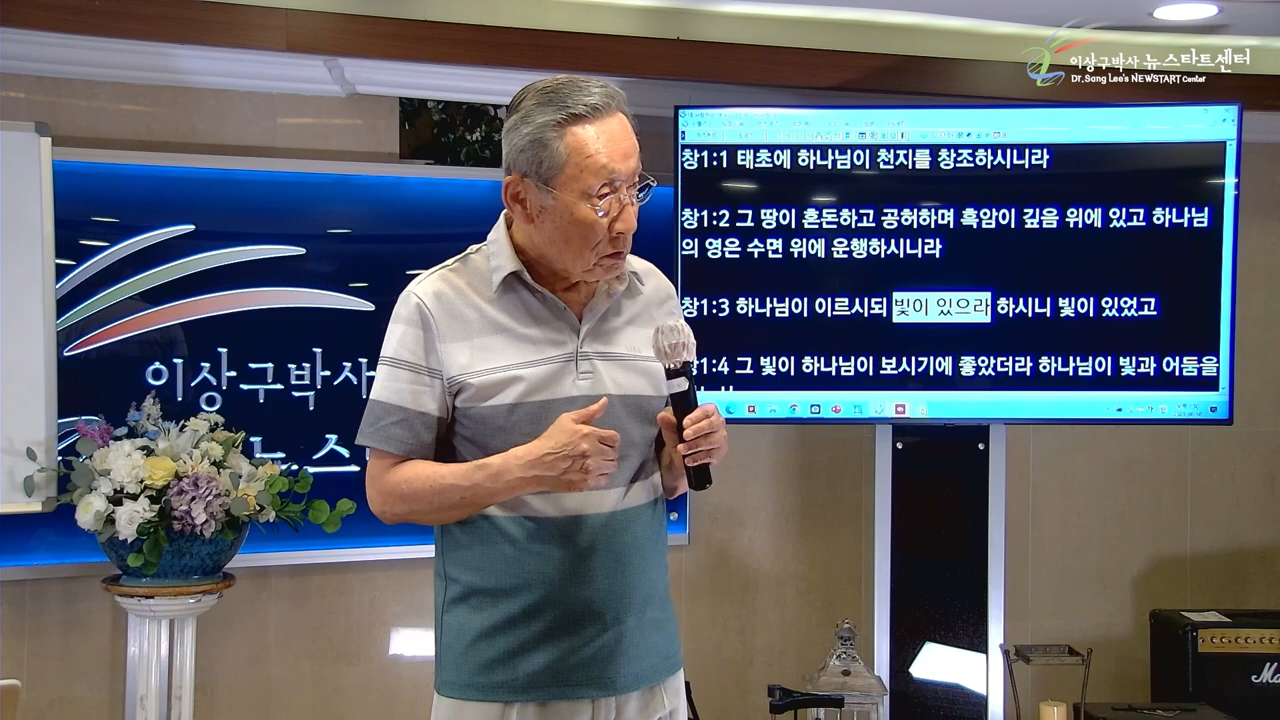 이상구박사 뉴스타트센터
Dr. Sang Lee's NEWSTART Center
창1:1 태초에 하나님이 천지를 창조하시니라
창1:2 그 땅이 혼돈하고 공허하며 흑암이 깊음 위에 있고 하나님
의 영은 수면 위에 운행하시니라
창1:3 하나님이 이르시되 빛이 있으라 하시니 빛이 있었고
창1:4 그 빛이 하나님이 보시기에 좋았더라 하나님이 빛과 어둠을
이상구박사
뉴스